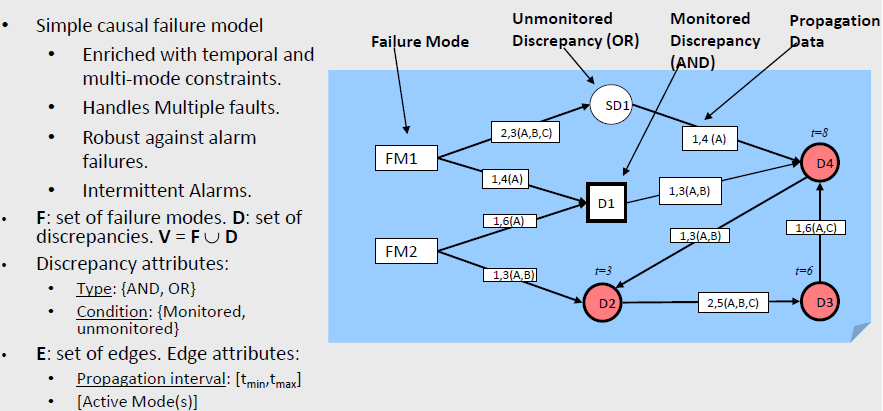 • Simple causal failure model
• Enriched with temporal and
multi-mode constraints.
• Handles Multiple faults.
• Robust against alarm
failures.
• Intermittent Alarms.
• F: set of failure modes. D: set of
discrepancies. V = F ∪ D
• Discrepancy attributes:
• Type: {AND, OR}
• Condition: {Monitored,
unmonitored}
• E: set of edges. Edge attributes:
• Propagation interval: [tmin,tmax]
• [Active Mode(s)]
Failure Mode
Unmonitored
Discrepancy (OR)
Monitored
Discrepancy
(AND)
Propagation
Data
SD1
2,3(A,B,C)
1,4 (A)
t=8
FM1
D4
1,4(A)
1,3(A,B)
D1
1,6(A)
1,3(A,B)
1,6(A,C)
FM2
1,3(A,B)
t=3
t=6
D2
2,5(A,B,C)
D3